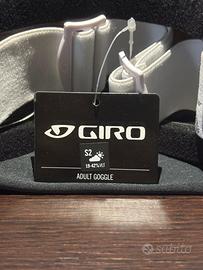 GIRO
S2
18-42% VLT
ADULT GOGGLE
subito